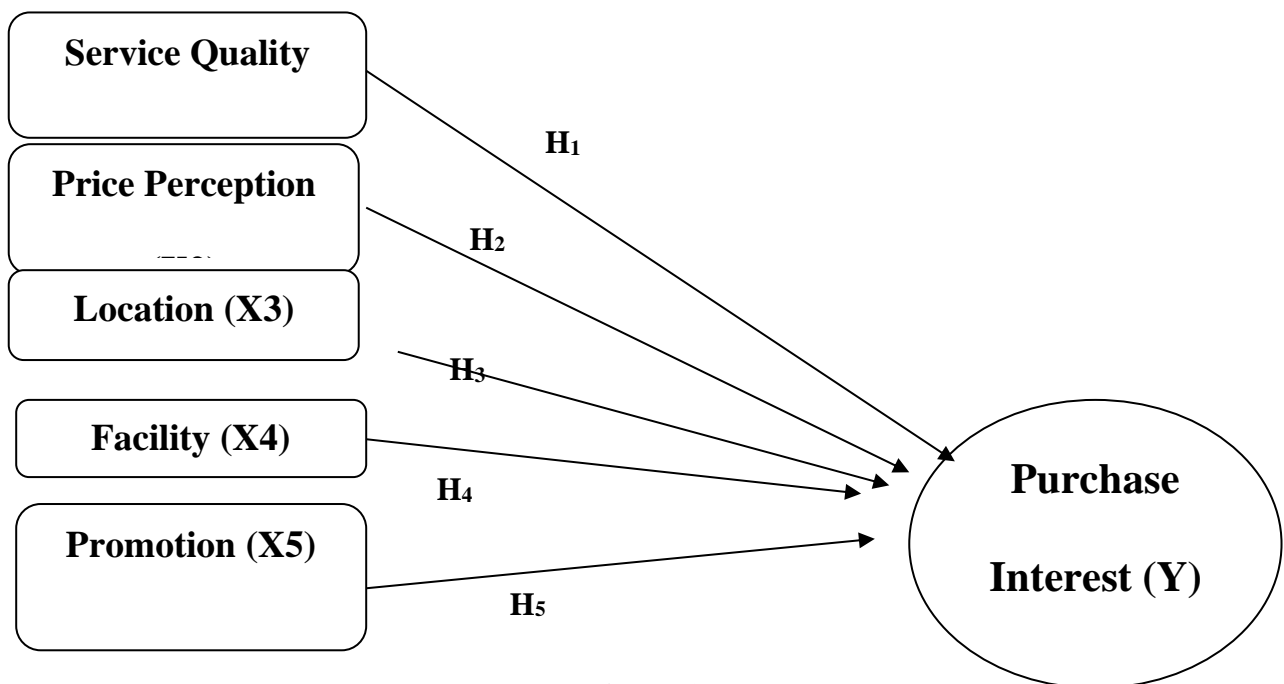 Service Quality
H1
Price Perception
H2
Location (X3)
H3
Facility (X4)
Purchase
H4
Promotion (X5)
Interest (Y)
H5